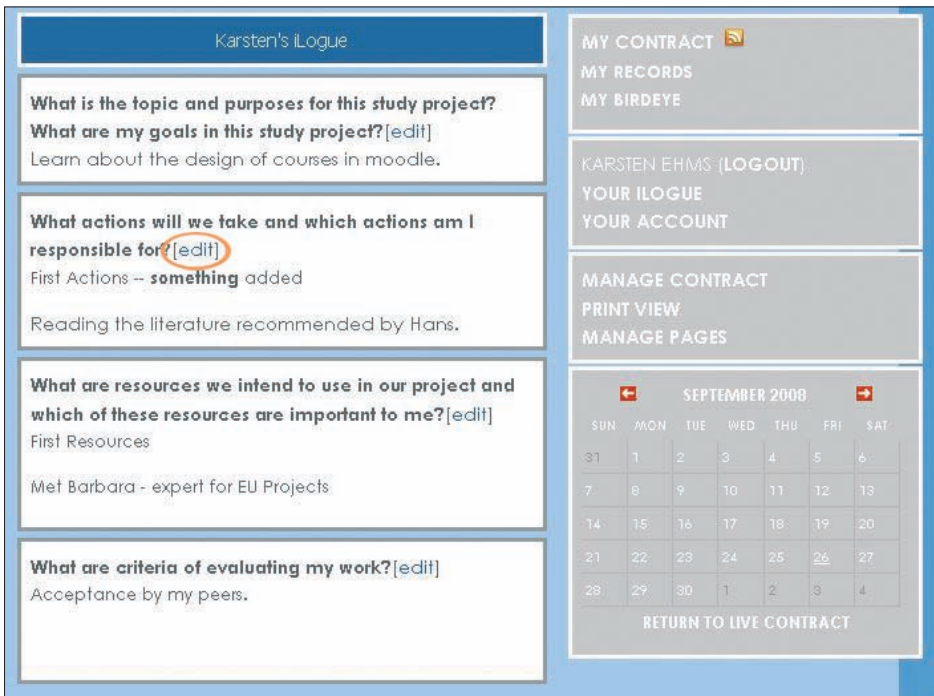 Karsten's iLogue
What is the topic and purposes for this study project?
What are my goals in this study project?[edit]
Learn about the design of courses in moodle.
What actions will we take and which actions am I
responsible for?[edit]
First Actions -- something added
Reading the literature recommended by Hans.
What are resources we intend to use in our project and
which of these resources are important to me?[edit]
First Resources
Met Barbara - expert for EU Projects
What are criteria of evaluating my work?[edit]
Acceptance by my peers.
MY CONTRACT
MY RECORDS
MY BIRDEYE
KARSTEN EHMS (LOGOUT)
YOUR ILOGUE
YOUR ACCOUNT
MANAGE CONTRACT
PRINT VIEW
MANAGE PAGES
SEPTEMBER 2008
SUN MON TUE WED THU FRI SAT
31 1 2 3 4 5 6
7 8 9 10 11 12 13
14 15 16 17 18 19 20
21 22 23 24 25 26 27
28 29 30 1 2 3 4
RETURN TO LIVE CONTRACT